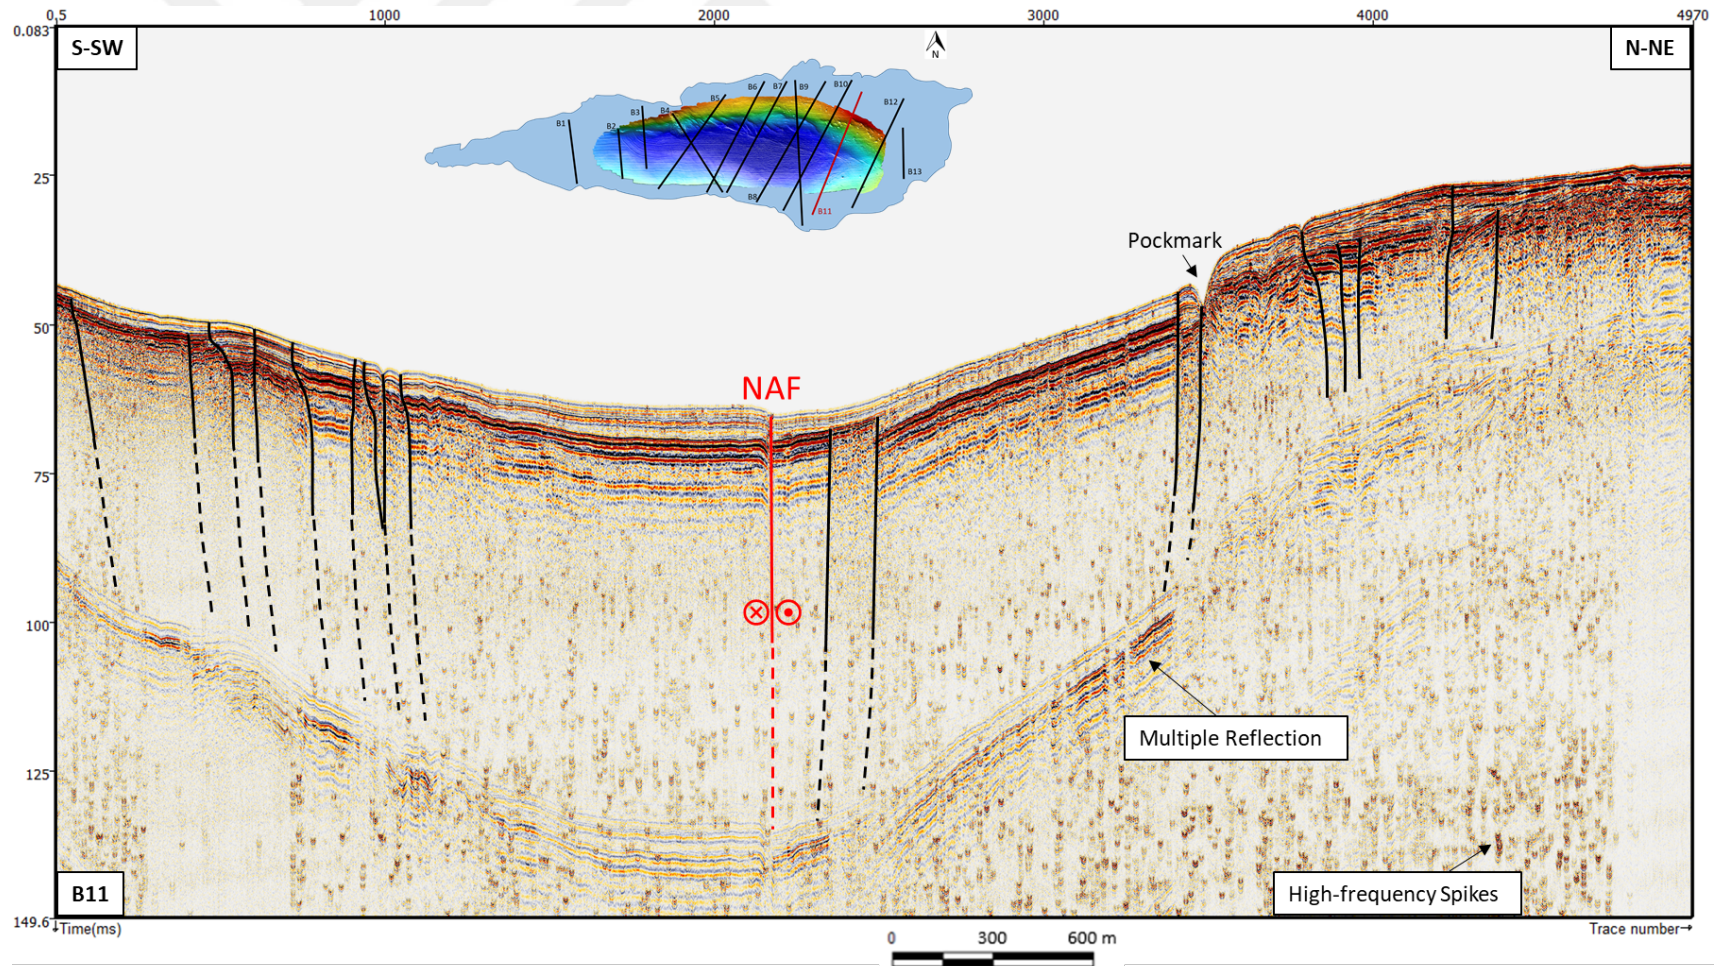 0.5 1000 2000 3000 4000 4970
0.083
S-SW
N-NE
N
B1
B2
B3
B4
B5
B6
B7
B9
B10
B12
B13
B8
B11
25
Pockmark
50
NAF
75
100
Multiple Reflection
125
High-frequency Spikes
B11
149.6
Time(ms)
Trace number
0 300 600 m